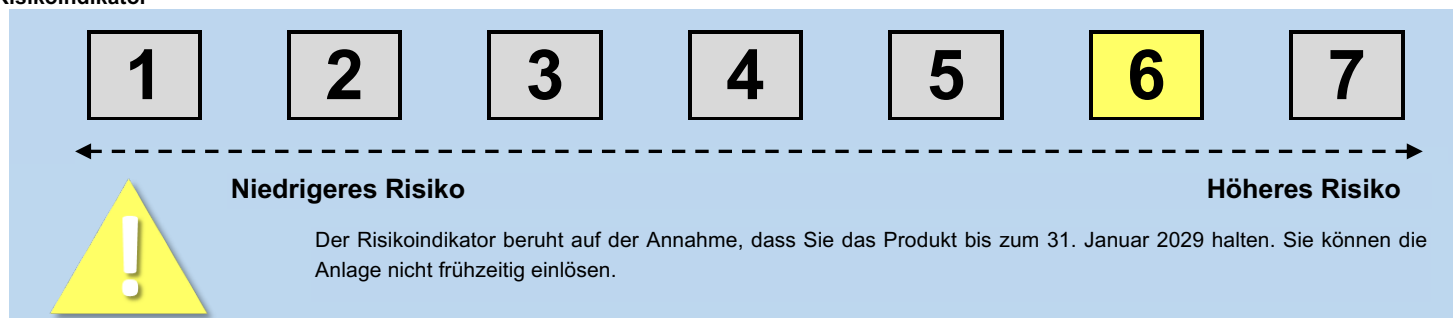 Risikoindikator
1 2 3 4 5 6 7
Niedrigeres Risiko Höheres Risiko
Der Risikoindikator beruht auf der Annahme, dass Sie das Produkt bis zum 31. Januar 2029 halten. Sie können die
Anlage nicht frühzeitig einlösen.